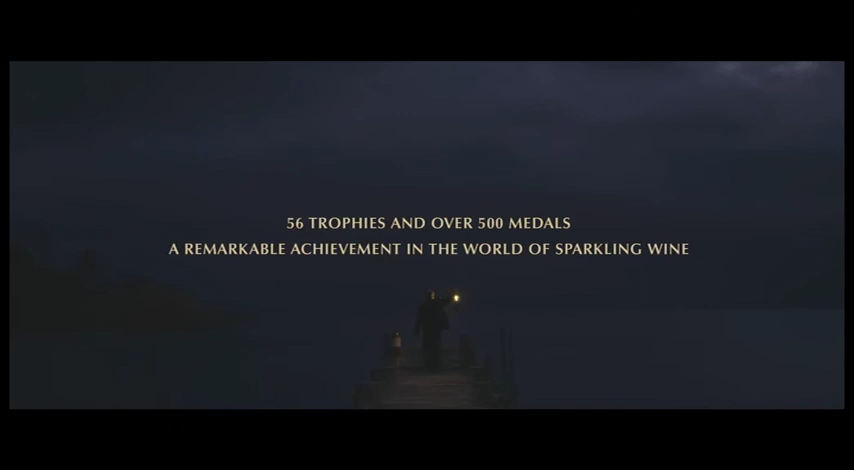 56 TROPHIES AND OVER 500 MEDALS
A REMARKABLE ACHIEVEMENT IN THE WORLD OF SPARKLING WINE